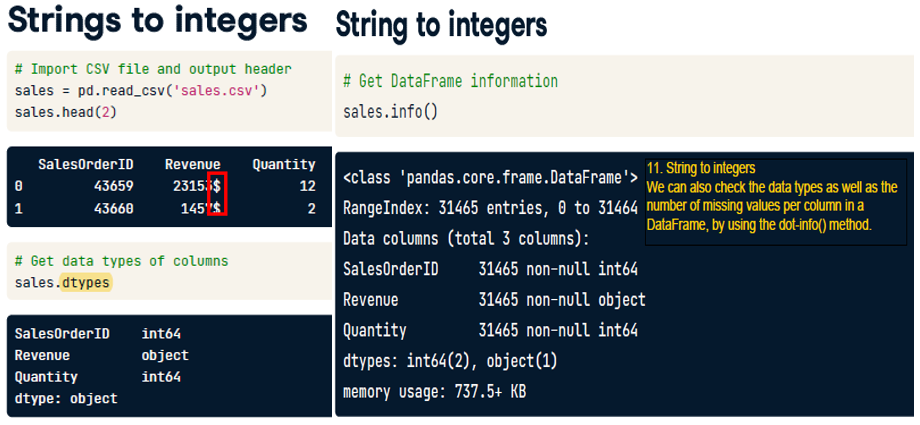 Strings to integers
# Import CSV file and output header
sales = pd.read_csv('sales.csv')
sales.head(2)
SalesOrderID Revenue Quantity
0 43659 23153$ 12
1 43660 1457$ 2
# Get data types of columns
sales.dtypes
SalesOrderID int64
Revenue object
Quantity int64
dtype: object
String to integers
# Get DataFrame information
sales.info()
<class 'pandas.core.frame.DataFrame'>
RangeIndex: 31465 entries, 0 to 31464
Data columns (total 3 columns):
SalesOrderID 31465 non-null int64
Revenue 31465 non-null object
Quantity 31465 non-null int64
dtypes: int64(2), object(1)
memory usage: 737.5+ KB
11. String to integers
We can also check the data types as well as the
number of missing values per column in a
DataFrame, by using the dot-info() method.